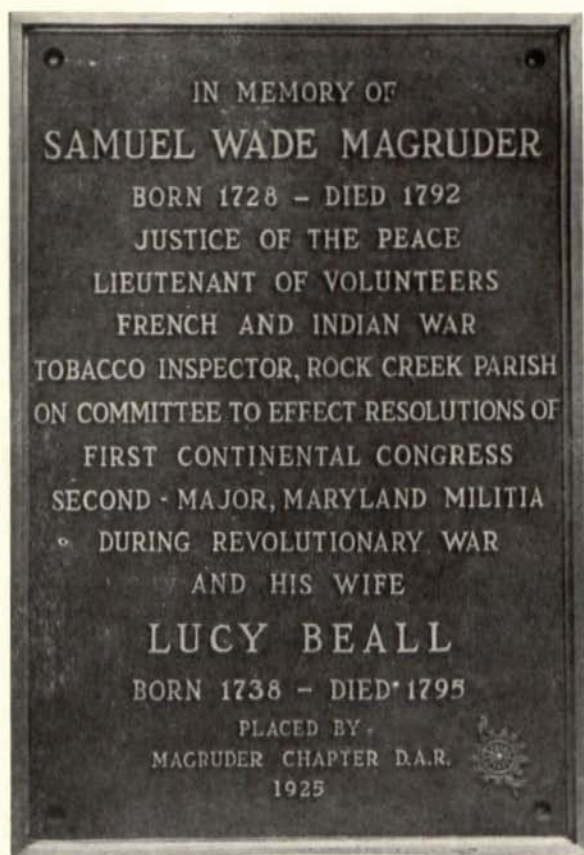 IN MEMORY OF
SAMUEL WADE MAGRUDER
BORN 1728 - DIED 1792
JUSTICE OF THE PEACE
LIEUTENANT OF VOLUNTEERS
FRENCH AND INDIAN WAR
TOBACCO INSPECTOR, ROCK CREEK PARISH
ON COMMITTEE TO EFFECT RESOLUTIONS OF
FIRST CONTINENTAL CONGRESS
SECOND - MAJOR, MARYLAND MILITIA
DURING REVOLUTIONARY WAR
AND HIS WIFE
LUCY BEALL
BORN 1738 - DIED 1795
PLACED BY
MAGRUDER CHAPTER D.A.R.
1925